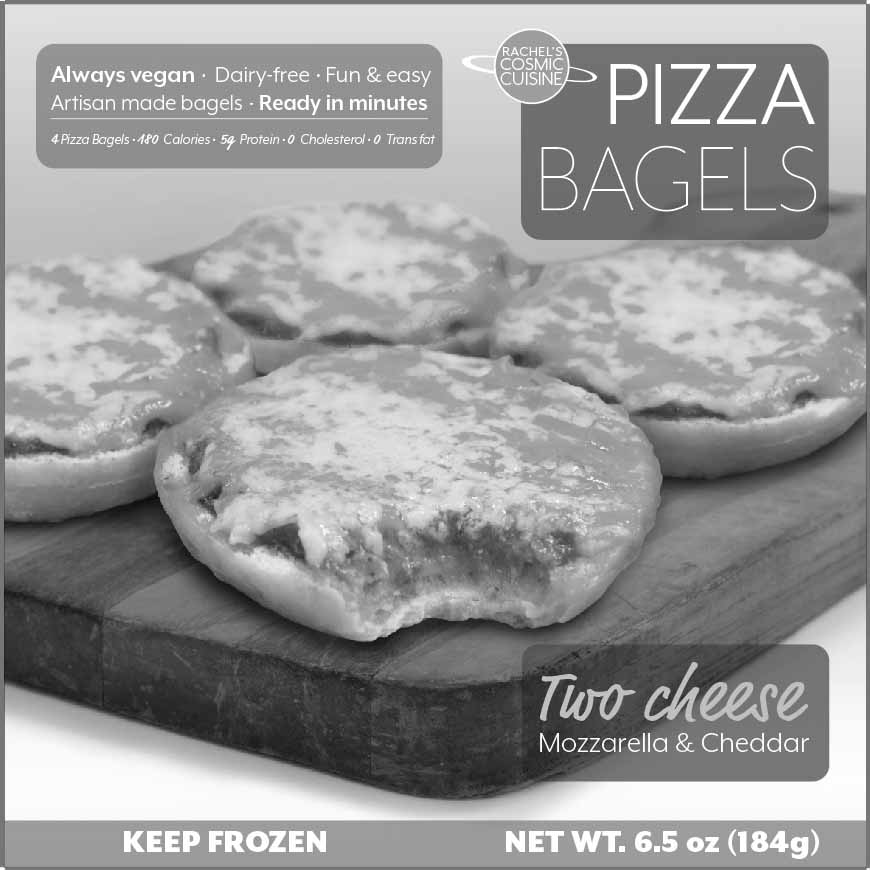 Always vegan · Dairy-free · Fun & easy
Artisan made bagels · Ready in minutes
4 Pizza Bagels · 180 Calories · 5g Protein · 0 Cholesterol · 0 Trans fat
RACHEL'S
COSMIC
CUISINE
PIZZA
BAGELS
Two cheese
Mozzarella & Cheddar
KEEP FROZEN
NET WT. 6.5 oz (184g)